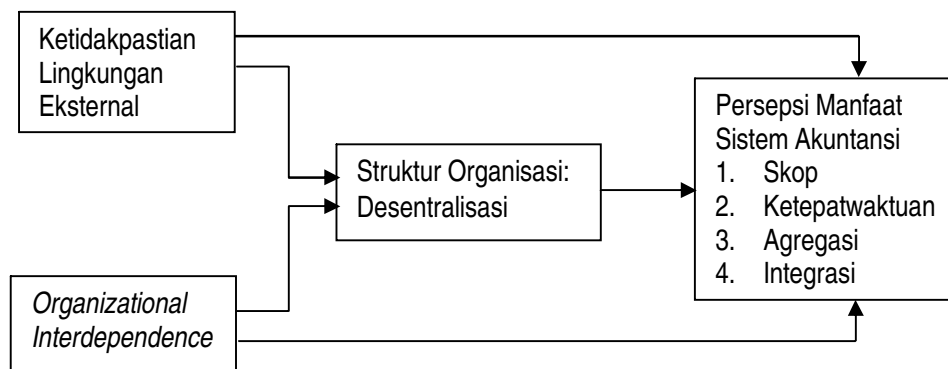 Ketidakpastian
Lingkungan
Eksternal
Struktur Organisasi:
Desentralisasi
Organizational
Interdependence
Persepsi Manfaat
Sistem Akuntansi
1. Skop
2. Ketepatwaktuan
3. Agregasi
4. Integrasi